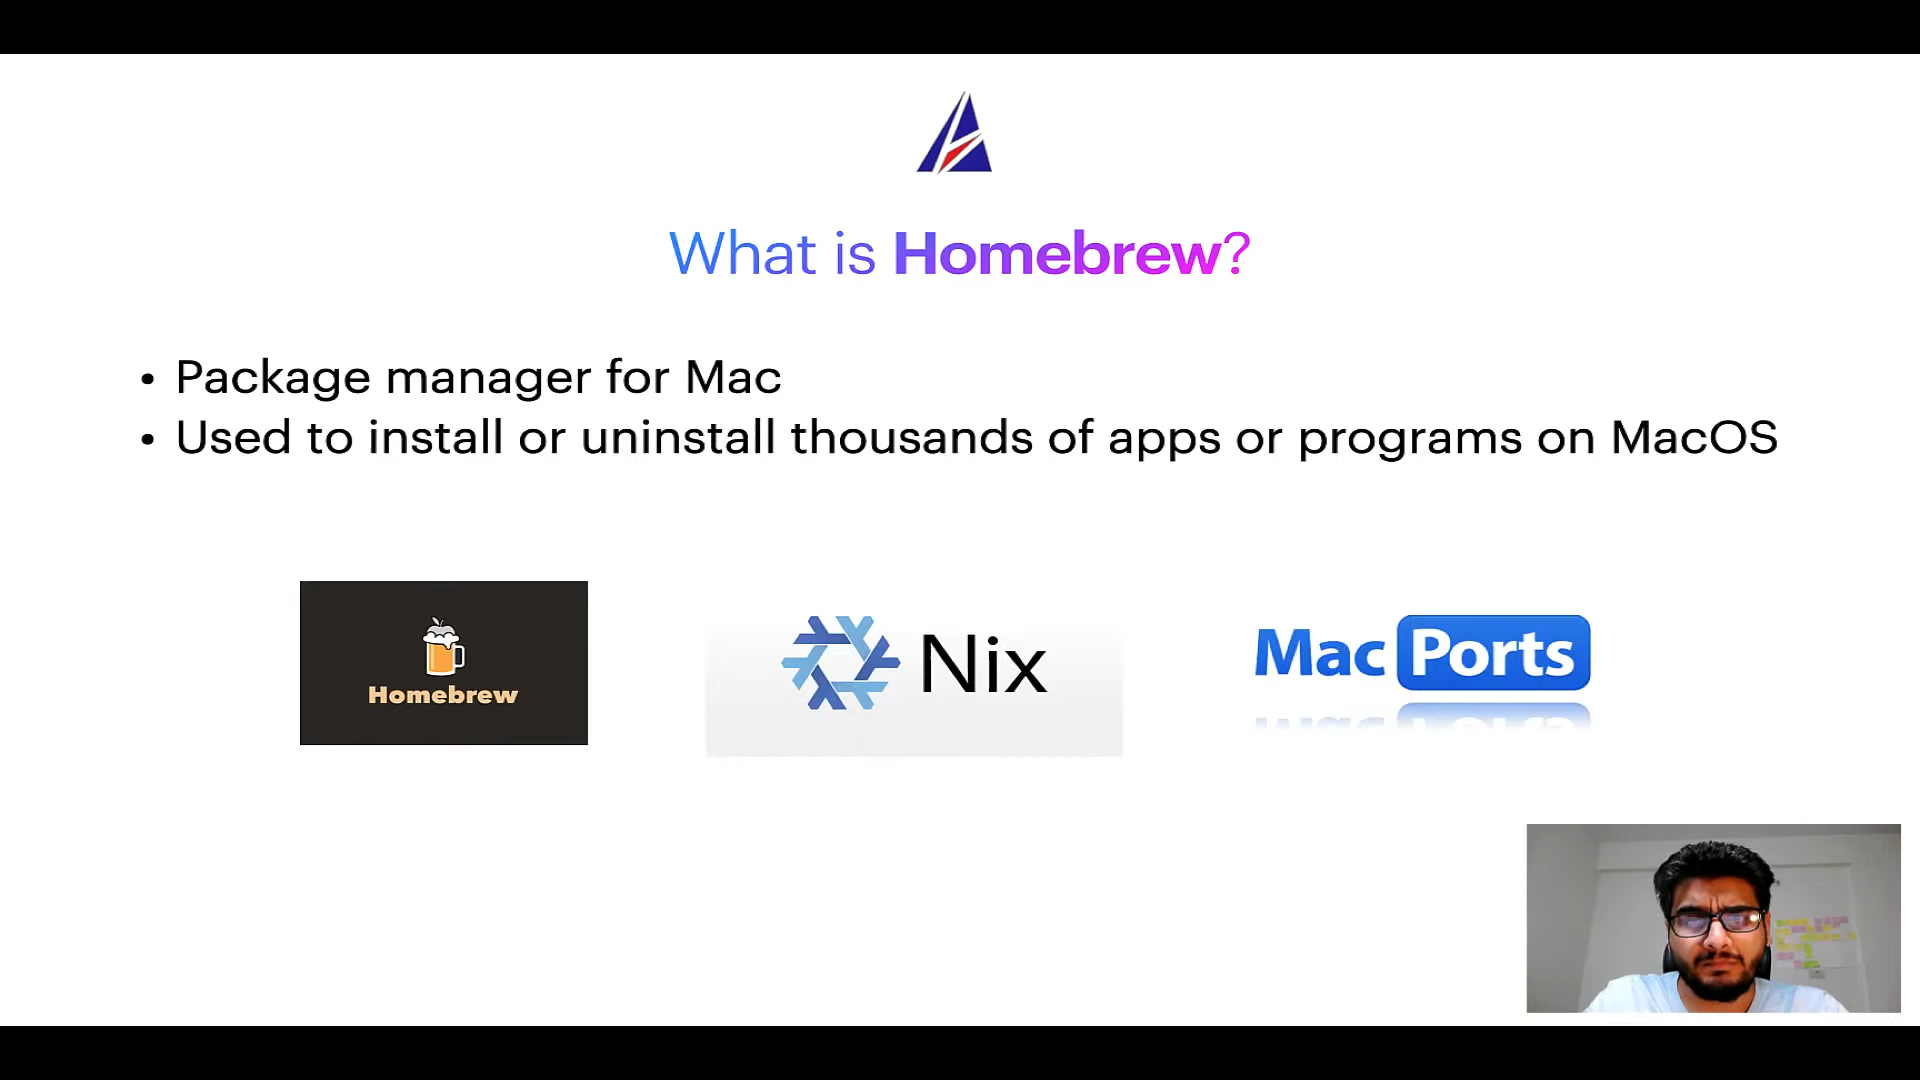 What is Homebrew?
• Package manager for Mac
• Used to install or uninstall thousands of apps or programs on MacOS
Homebrew
Nix
Mac Ports